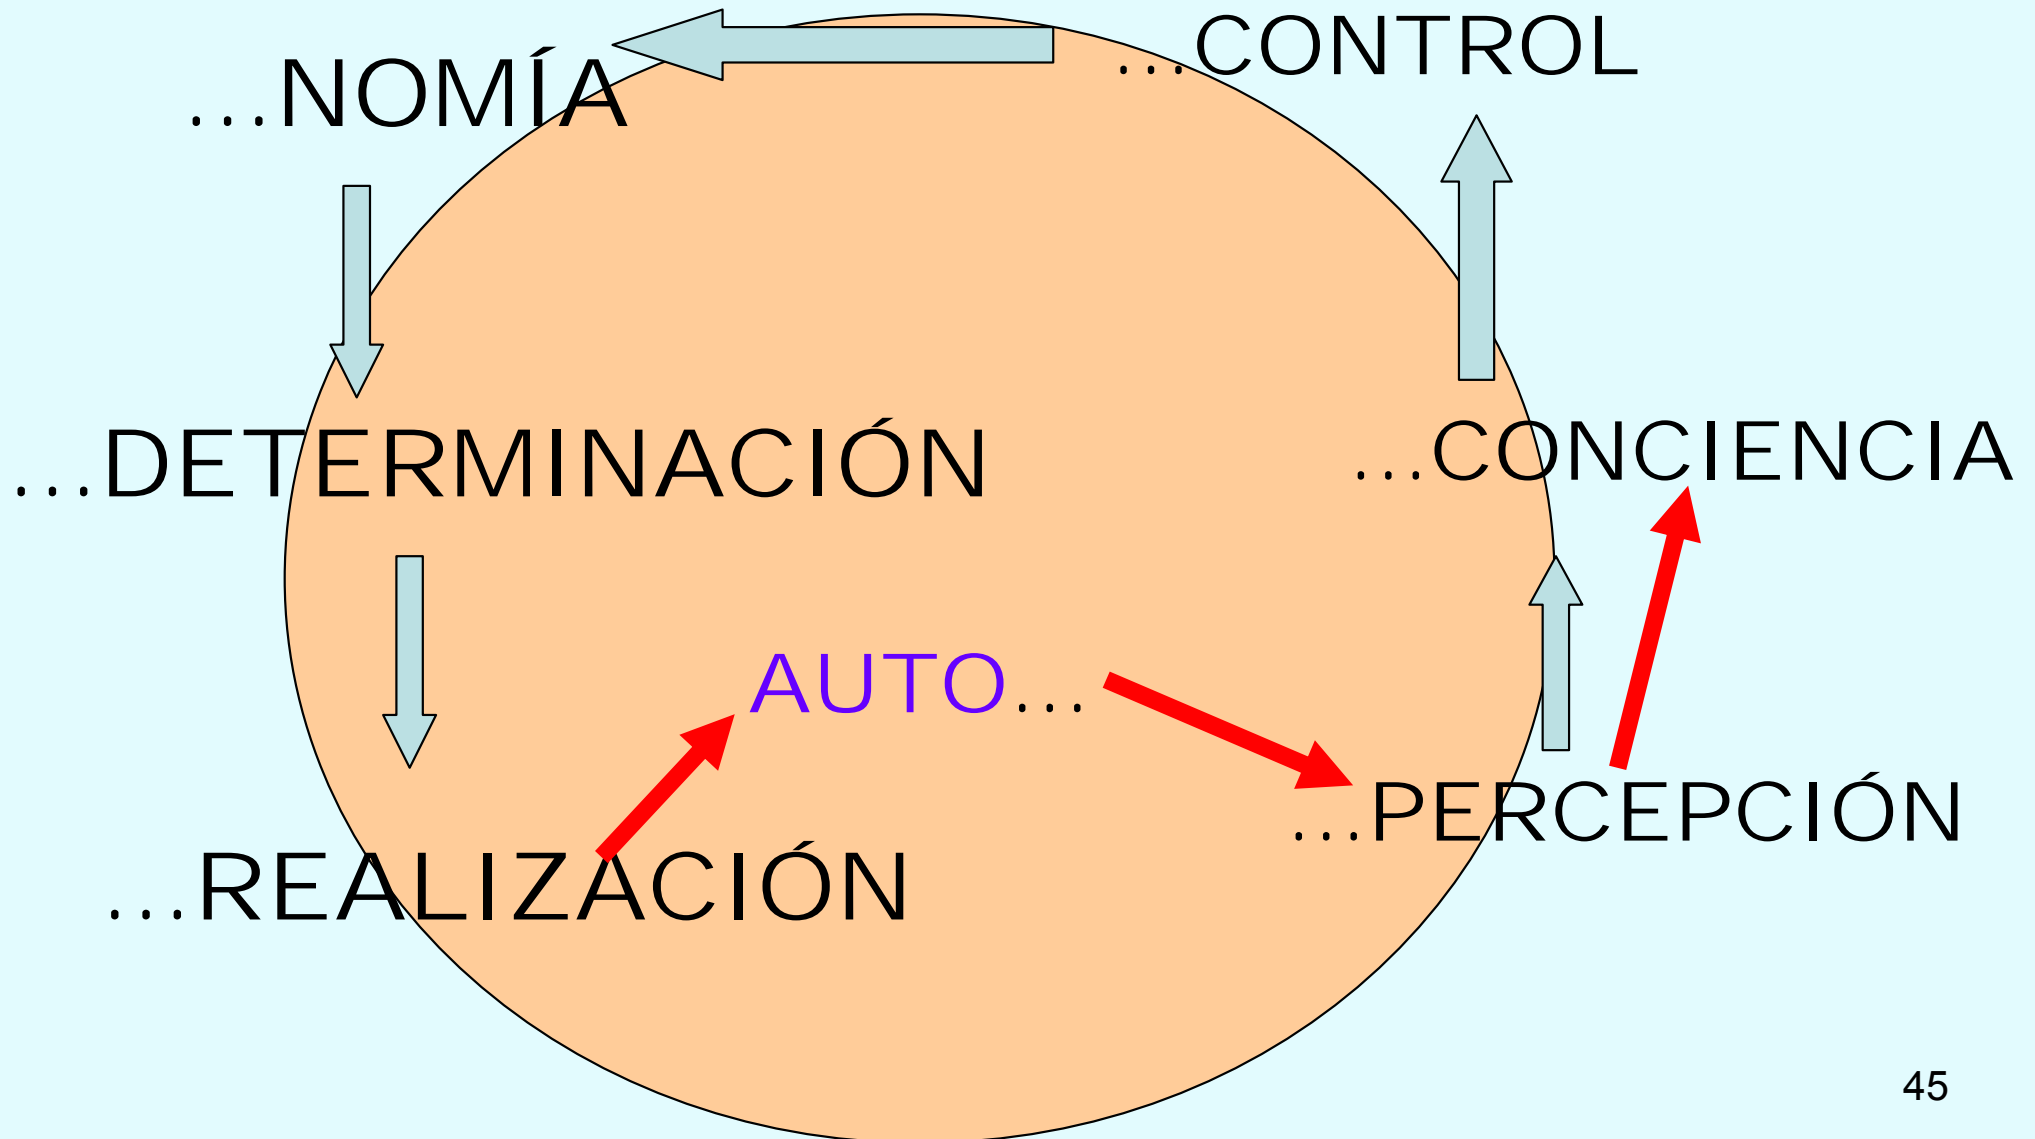 ...CONTROL
...NOMÍA
...DETERMINACIÓN
...CONCIENCIA
AUTO...
...PERCEPCIÓN
...REALIZACIÓN
45